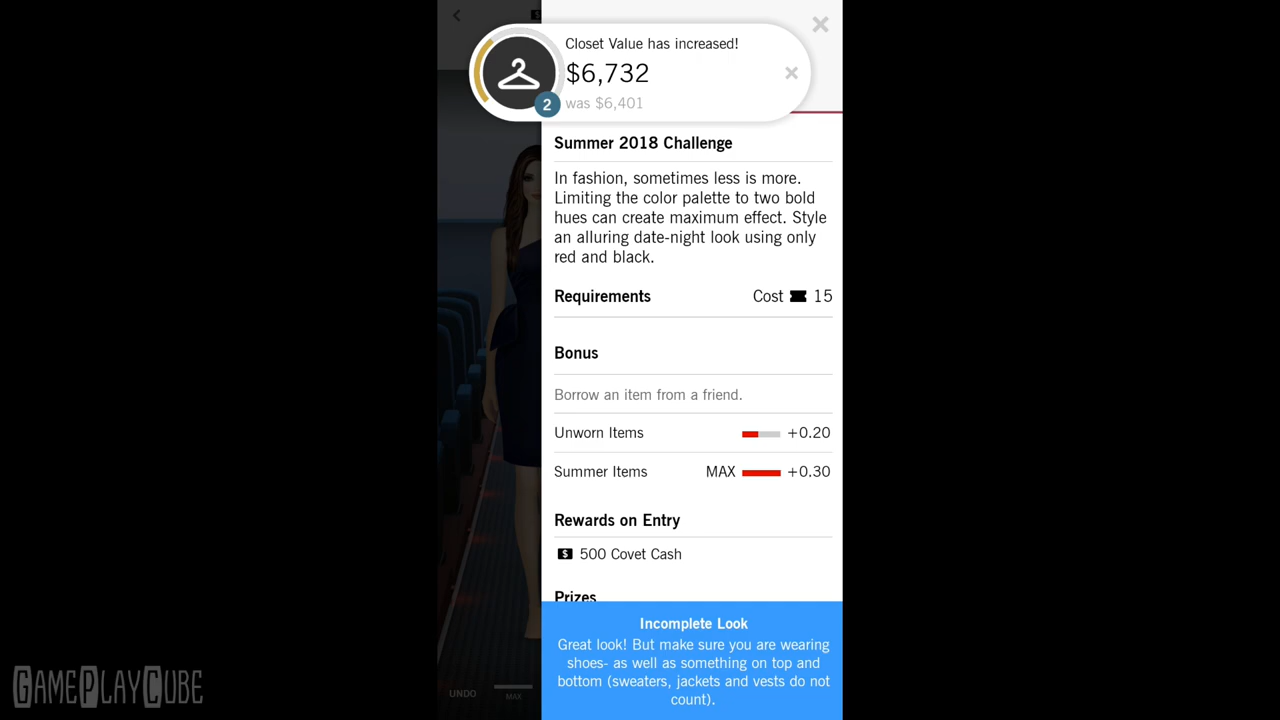 Closet Value has increased!
$6,732
was $6,401
2
Summer 2018 Challenge
In fashion, sometimes less is more.
Limiting the color palette to two bold
hues can create maximum effect. Style
an alluring date-night look using only
red and black.
Requirements
Cost 15
Bonus
Borrow an item from a friend.
Unworn Items +0.20
Summer Items MAX +0.30
Rewards on Entry
$ 500 Covet Cash
Prizes
Incomplete Look
Great look! But make sure you are wearing
shoes- as well as something on top and
bottom (sweaters, jackets and vests do not
count).
UNDO
MAX
GAMEPLAYCUBE